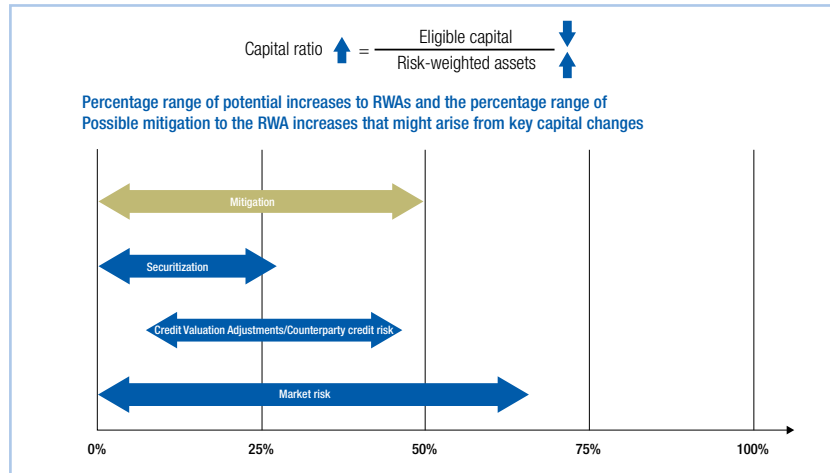 Capital ratio = Eligible capital
Risk-weighted assets
Percentage range of potential increases to RWAs and the percentage range of
Possible mitigation to the RWA increases that might arise from key capital changes
Mitigation
Securitization
Credit Valuation Adjustments/Counterparty credit risk
Market risk
0% 25% 50% 75% 100%